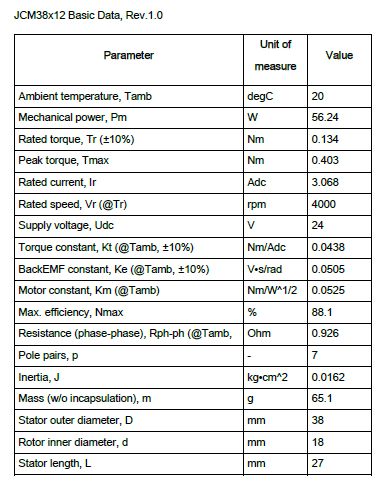 JCM38x12 Basic Data, Rev.1.0
Parameter Unit of measure Value
Ambient temperature, Tamb degC 20
Mechanical power, Pm W 56.24
Rated torque, Tr (±10%) Nm 0.134
Peak torque, Tmax Nm 0.403
Rated current, Ir Adc 3.068
Rated speed, Vr (@Tr) rpm 4000
Supply voltage, Udc V 24
Torque constant, Kt (@Tamb, ±10%) Nm/Adc 0.0438
BackEMF constant, Ke (@Tamb, ±10%) V•s/rad 0.0505
Motor constant, Km (@Tamb) Nm/W^1/2 0.0525
Max. efficiency, Nmax % 88.1
Resistance (phase-phase), Rph-ph (@Tamb, Ohm 0.926
Pole pairs, p - 7
Inertia, J kg•cm^2 0.0162
Mass (w/o incapsulation), m g 65.1
Stator outer diameter, D mm 38
Rotor inner diameter, d mm 18
Stator length, L mm 27